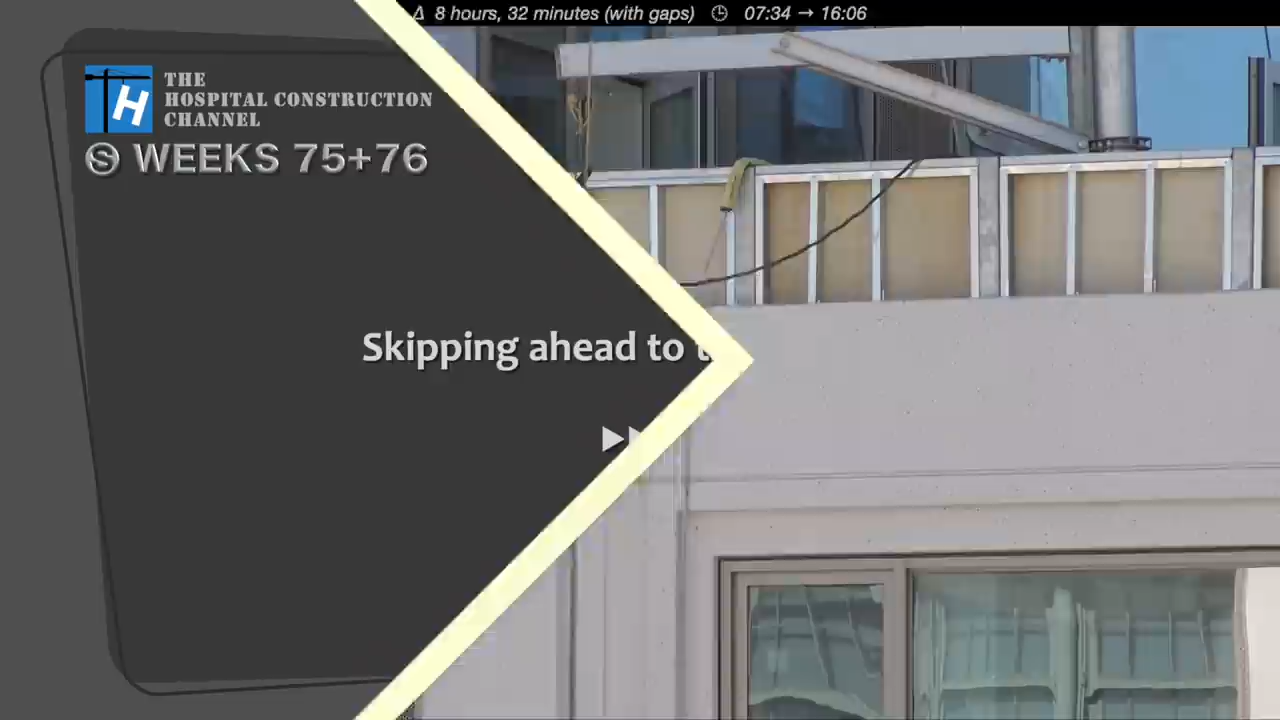 Δ 8 hours, 32 minutes (with gaps) 07:34 → 16:06
H
THE
HOSPITAL CONSTRUCTION
CHANNEL
S WEEKS 75+76
Skipping ahead to